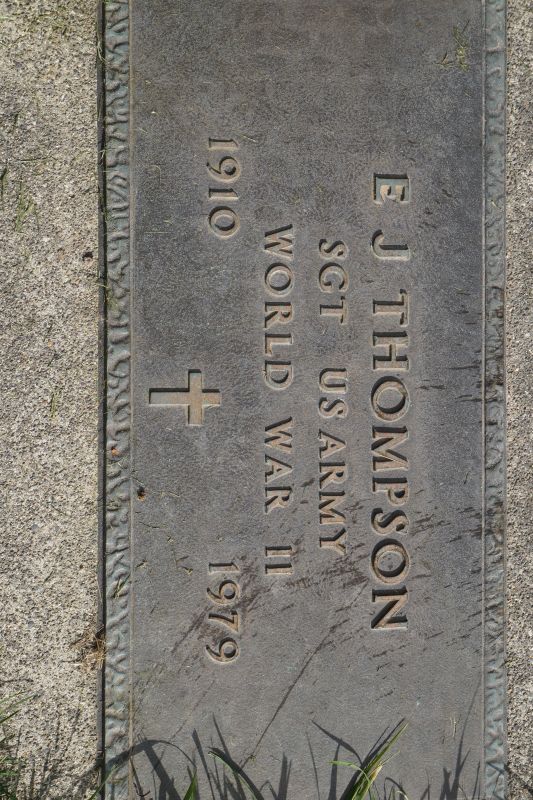 E J THOMPSON
SGT US ARMY
WORLD WAR II
1910 1979